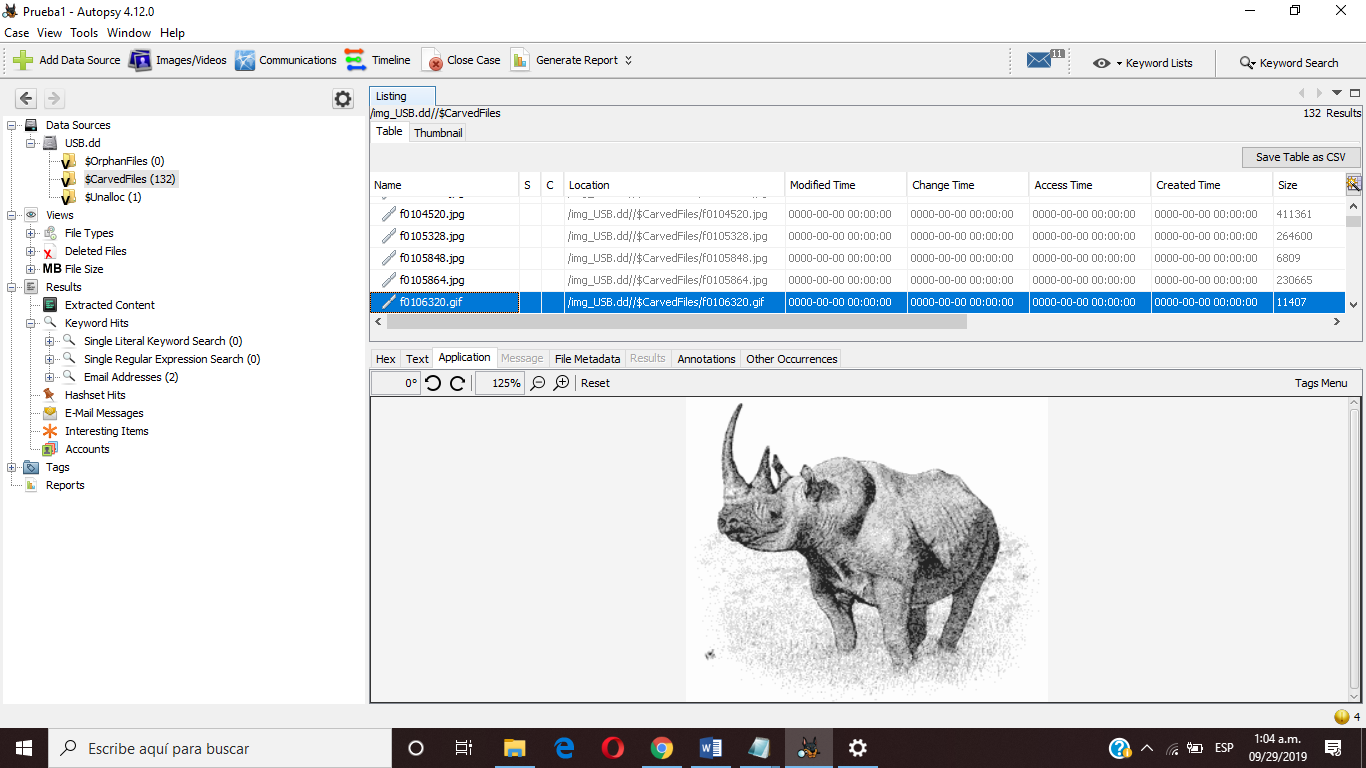 Prueba1 - Autopsy 4.12.0
Case View Tools Window Help
Add Data Source Images/Videos Communications Timeline Close Case Generate Report 11 Keyword Lists Keyword Search
Data Sources
USB.dd
$OrphanFiles (0)
$CarvedFiles (132)
$Unalloc (1)
Views
File Types
Deleted Files
MB File Size
Results
Extracted Content
Keyword Hits
Single Literal Keyword Search (0)
Single Regular Expression Search (0)
Email Addresses (2)
Hashset Hits
E-Mail Messages
Interesting Items
Accounts
Tags
Reports
Listing
/img_USB.dd//$CarvedFiles 132 Results
Table Thumbnail
Save Table as CSV
Name S C Location Modified Time Change Time Access Time Created Time Size
f0104520.jpg /img_USB.dd//$CarvedFiles/f0104520.jpg 0000-00-00 00:00:00 0000-00-00 00:00:00 0000-00-00 00:00:00 0000-00-00 00:00:00 411361
f0105328.jpg /img_USB.dd//$CarvedFiles/f0105328.jpg 0000-00-00 00:00:00 0000-00-00 00:00:00 0000-00-00 00:00:00 0000-00-00 00:00:00 264600
f0105848.jpg /img_USB.dd//$CarvedFiles/f0105848.jpg 0000-00-00 00:00:00 0000-00-00 00:00:00 0000-00-00 00:00:00 0000-00-00 00:00:00 6809
f0105864.jpg /img_USB.dd//$CarvedFiles/f0105864.jpg 0000-00-00 00:00:00 0000-00-00 00:00:00 0000-00-00 00:00:00 0000-00-00 00:00:00 230665
f0106320.gif /img_USB.dd//$CarvedFiles/f0106320.gif 0000-00-00 00:00:00 0000-00-00 00:00:00 0000-00-00 00:00:00 0000-00-00 00:00:00 11407
Hex Text Application Message File Metadata Results Annotations Other Occurrences
0° 125% Reset Tags Menu
4
Escribe aquí para buscar
ESP
1:04 a.m.
09/29/2019